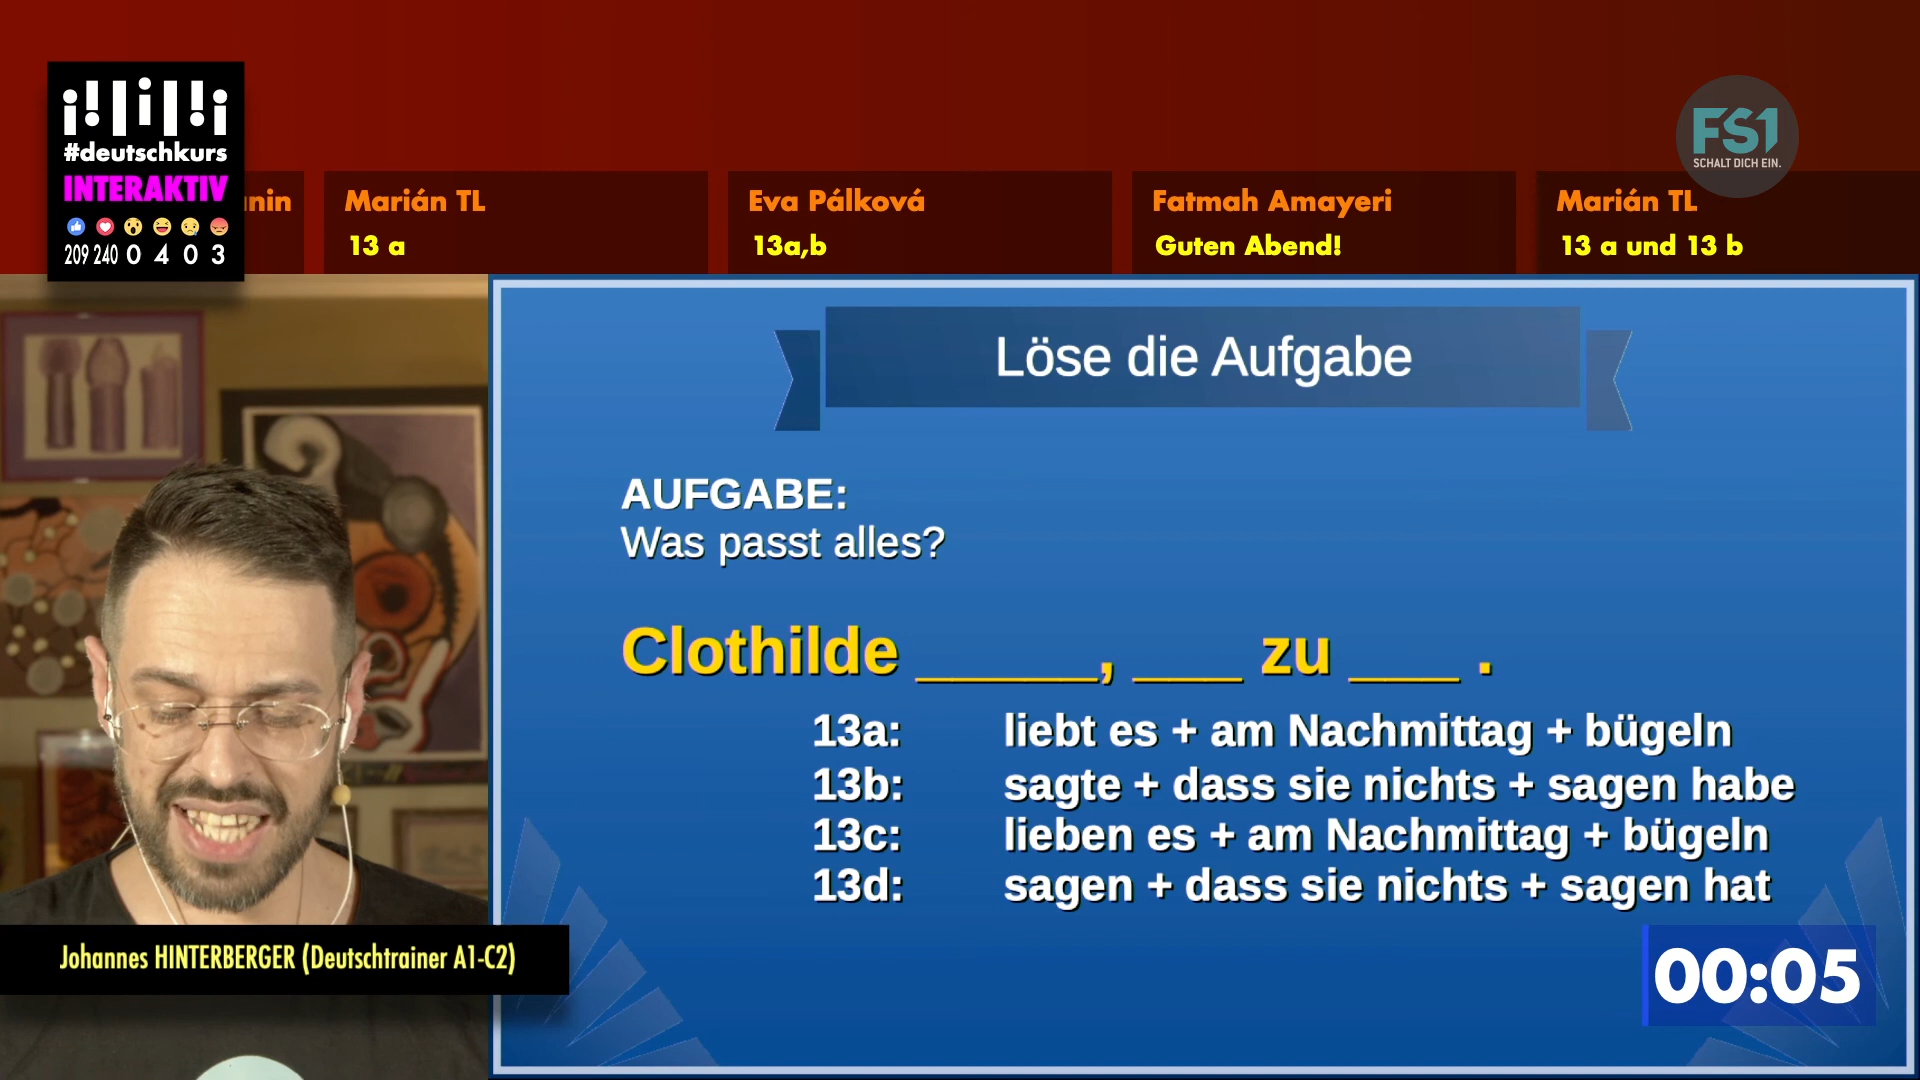 #deutschkurs
INTERAKTIV
209 240 0 4 0 3
nin
Marián TL
13 a
Eva Pálková
13a,b
Fatmah Amayeri
Guten Abend!
Marián TL
13 a und 13 b
FS1
SCHALT DICH EIN.
Löse die Aufgabe
AUFGABE:
Was passt alles?
Clothilde _____, ___ zu ___ .
13a: liebt es + am Nachmittag + bügeln
13b: sagte + dass sie nichts + sagen habe
13c: lieben es + am Nachmittag + bügeln
13d: sagen + dass sie nichts + sagen hat
Johannes HINTERBERGER (Deutschtrainer A1-C2)
00:05